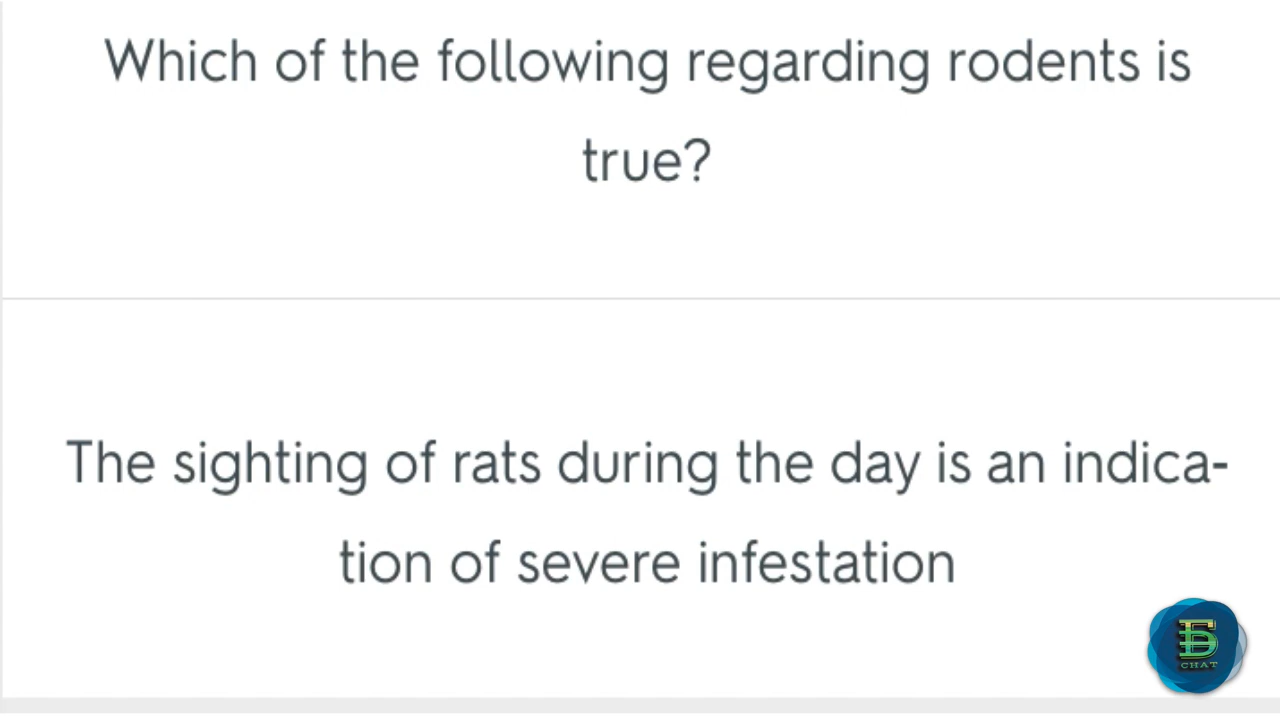 Which of the following regarding rodents is
true?
The sighting of rats during the day is an indica-
tion of severe infestation
Б
CHAT